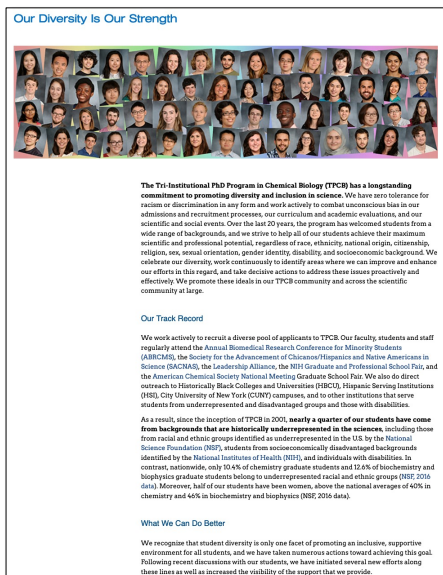 Our Diversity Is Our Strength
The Tri-Institutional PhD Program in Chemical Biology (TPCB) has a longstanding
commitment to promoting diversity and inclusion in science. We have zero tolerance for
racism or discrimination in any form and work actively to combat unconscious bias in our
admissions and recruitment processes, our curriculum and academic evaluations, and our
scientific and social events. Over the last 20 years, the program has welcomed students from a
wide range of backgrounds, and we strive to help all of our students achieve their maximum
scientific and professional potential, regardless of race, ethnicity, national origin, citizenship,
religion, sex, sexual orientation, gender identity, disability, and socioeconomic background. We
celebrate our diversity, work continuously to identify areas where we can improve and enhance
our efforts in this regard, and take decisive actions to address these issues proactively and
effectively. We promote these ideals in our TPCB community and across the scientific
community at large.
Our Track Record
We work actively to recruit a diverse pool of applicants to TPCB. Our faculty, students and staff
regularly attend the Annual Biomedical Research Conference for Minority Students
(ABRCMS), the Society for the Advancement of Chicanos/Hispanics and Native Americans in
Science (SACNAS), the Leadership Alliance, the NIH Graduate and Professional School Fair, and
the American Chemical Society National Meeting Graduate School Fair. We also do direct
outreach to Historically Black Colleges and Universities (HBCU), Hispanic Serving Institutions
(HSI), City University of New York (CUNY) campuses, and to other institutions that serve
students from underrepresented and disadvantaged groups and those with disabilities.
As a result, since the inception of TPCB in 2001, nearly a quarter of our students have come
from backgrounds that are historically underrepresented in the sciences, including those
from racial and ethnic groups identified as underrepresented in the U.S. by the National
Science Foundation (NSF), students from socioeconomically disadvantaged backgrounds
identified by the National Institutes of Health (NIH), and individuals with disabilities. In
contrast, nationwide, only 10.4% of chemistry graduate students and 12.6% of biochemistry and
biophysics graduate students belong to underrepresented racial and ethnic groups (NSF, 2016
data). Moreover, half of our students have been women, above the national averages of 40% in
chemistry and 46% in biochemistry and biophysics (NSF, 2016 data).
What We Can Do Better
We recognize that student diversity is only one facet of promoting an inclusive, supportive
environment for all students, and we have taken numerous actions toward achieving this goal.
Following recent discussions with our students, we have initiated several new efforts along
these lines as well as increased the visibility of the support that we provide.